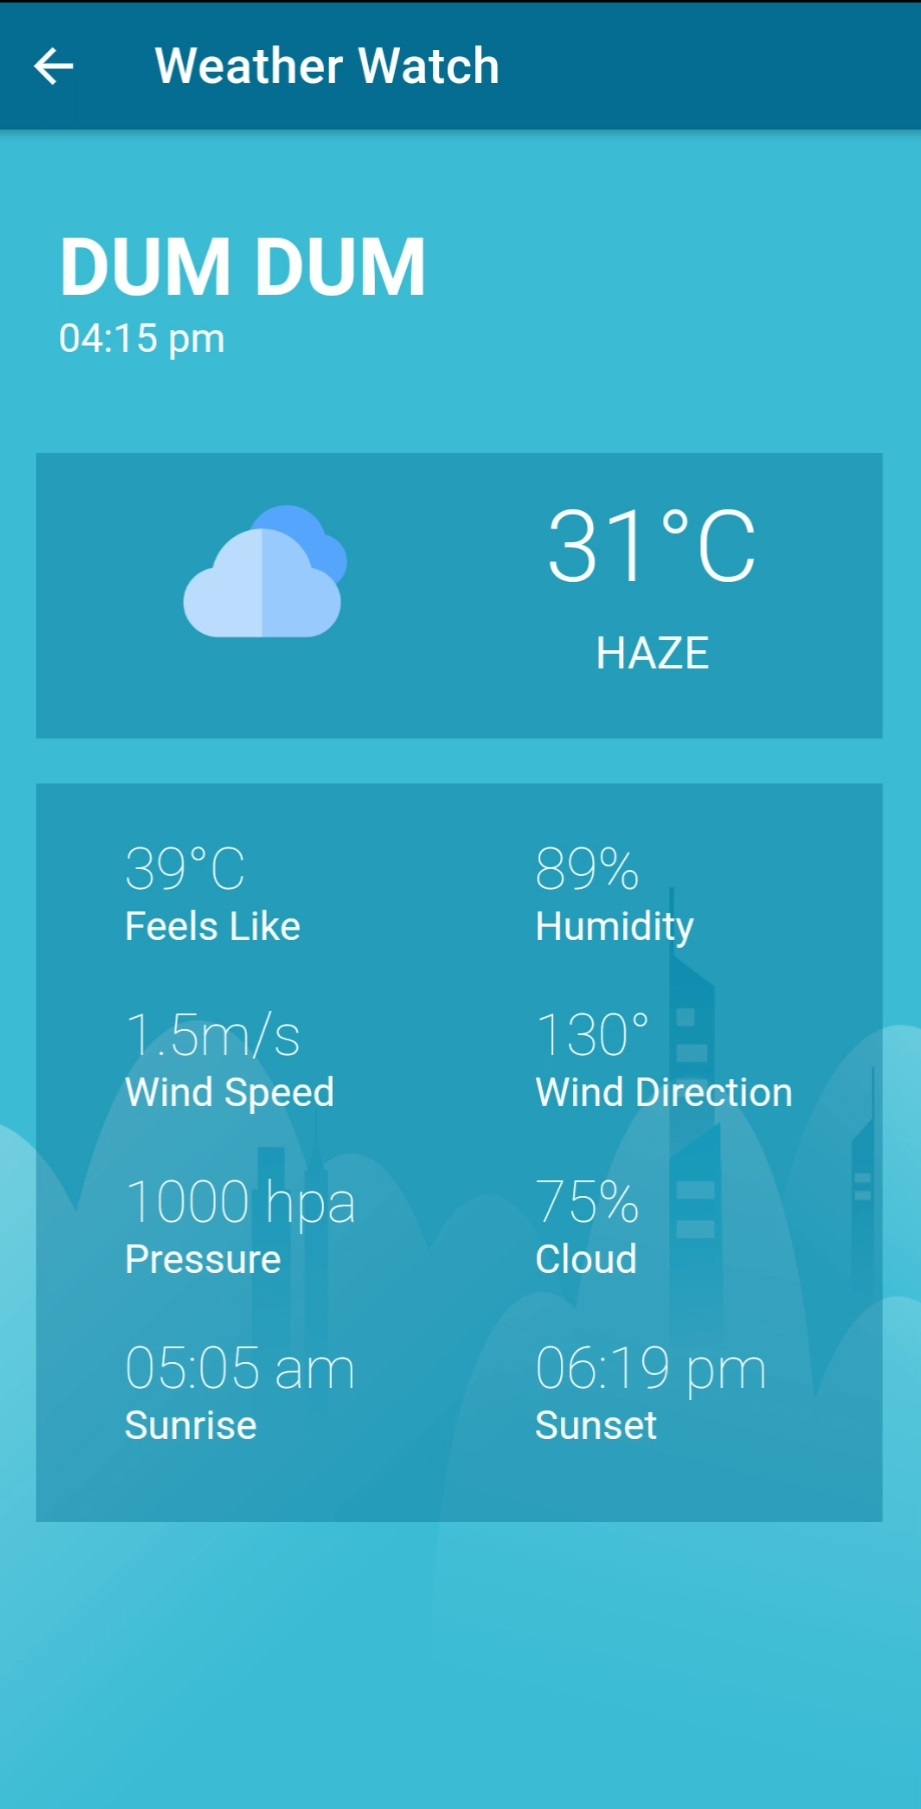 Weather Watch
DUM DUM
04:15 pm
31°C
HAZE
39°C
Feels Like
89%
Humidity
1.5m/s
Wind Speed
130°
Wind Direction
1000 hpa
Pressure
75%
Cloud
05:05 am
Sunrise
06:19 pm
Sunset